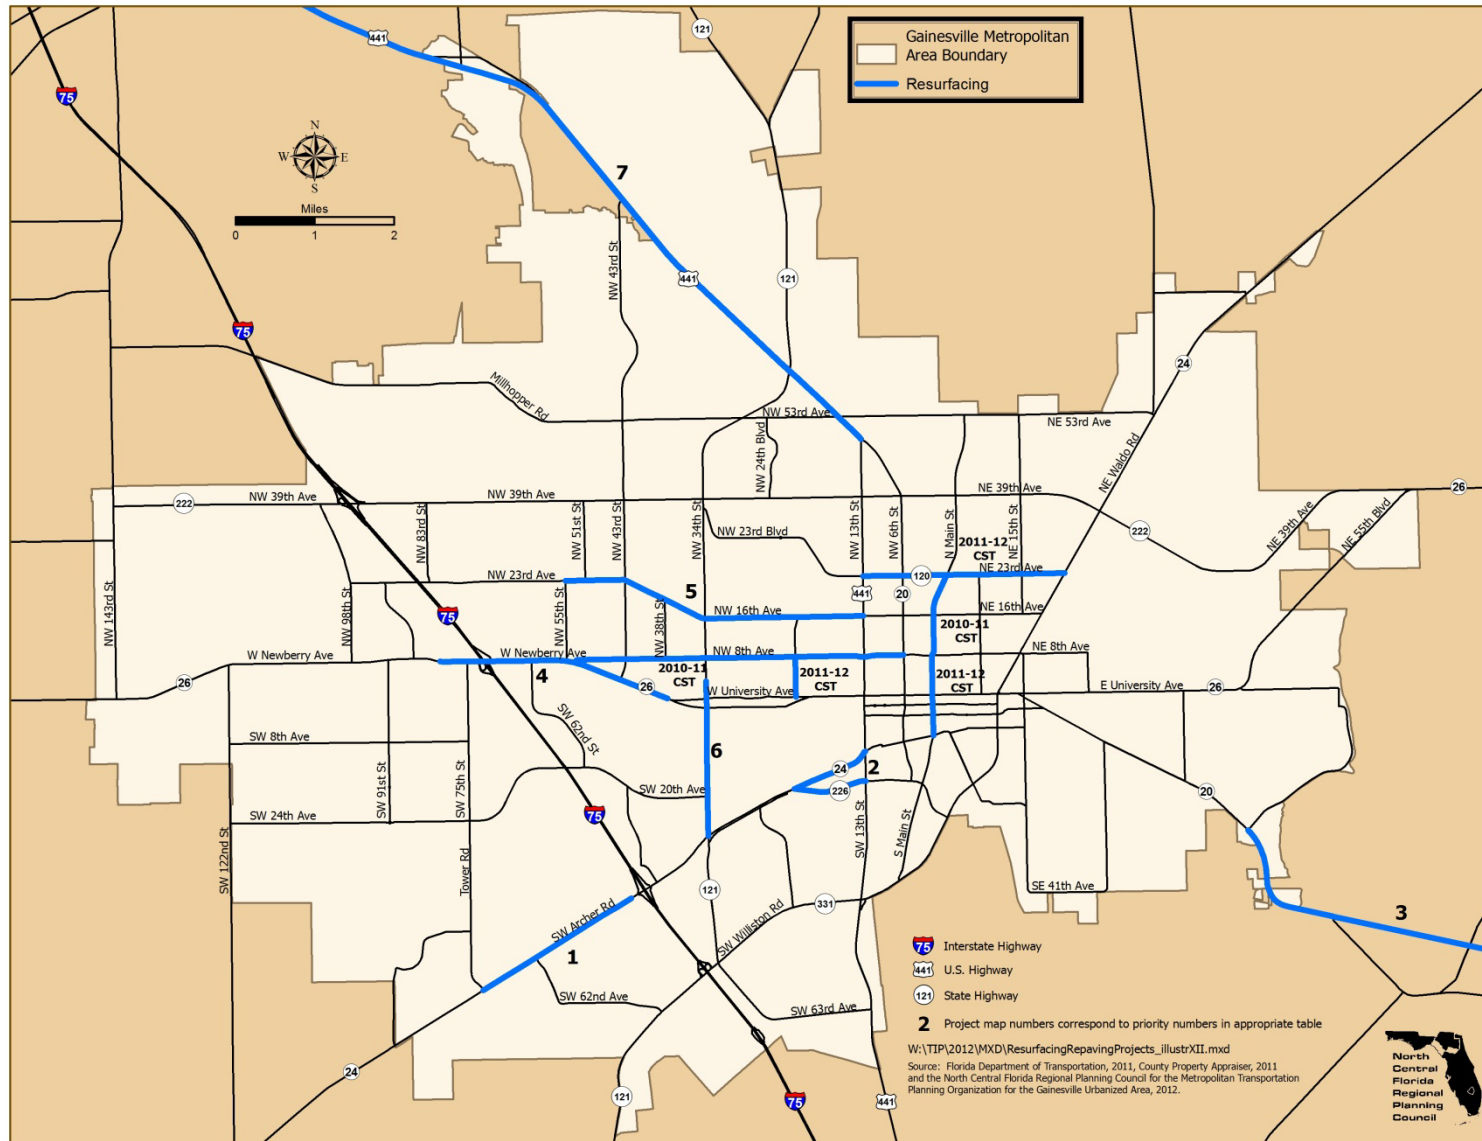 441
121
Gainesville Metropolitan
Area Boundary
Resurfacing
75
N
W E
S
7
Miles
0 1 2
NW 43rd St
441
121
75
24
Millhopper Rd
NW 53rd Ave
NE 53rd Ave
NW 24th Blvd
NE Waldo Rd
222
NW 39th Ave
NW 39th Ave
NE 39th Ave
26
NW 83rd St
NW 51st St
NW 43rd St
NW 34th St
NW 23rd Blvd
NW 13th St
NW 6th St
N Main St
NE 15th St
222
NE 39th Ave
NE 55th Blvd
2011-12
CST
NW 23rd Ave
120
NE 23rd Ave
NW 143rd St
NW 98th St
75
NW 55th St
NW 38th St
5
441
20
NW 16th Ave
NE 16th Ave
2010-11
CST
W Newberry Ave
W Newberry Ave
NW 8th Ave
NE 8th Ave
26
4
26
2010-11
CST
2011-12
CST
2011-12
CST
W University Ave
E University Ave
26
SW 62nd St
SW 8th Ave
6
24
2
226
SW 91st St
SW 75th St
SW 20th Ave
20
SW 24th Ave
75
SW 122nd St
Tower Rd
SW 13th St
S Main St
121
331
SE 41th Ave
SW Archer Rd
SW Williston Rd
3
1
SW 62nd Ave
SW 63rd Ave
24
121
75
441
75 Interstate Highway
441 U.S. Highway
121 State Highway
2 Project map numbers correspond to priority numbers in appropriate table
W:\TIP\2012\MXD\ResurfacingRepavingProjects_illustrXII.mxd
Source: Florida Department of Transportation, 2011, County Property Appraiser, 2011
and the North Central Florida Regional Planning Council for the Metropolitan Transportation
Planning Organization for the Gainesville Urbanized Area, 2012.
North
Central
Florida
Regional
Planning
Council